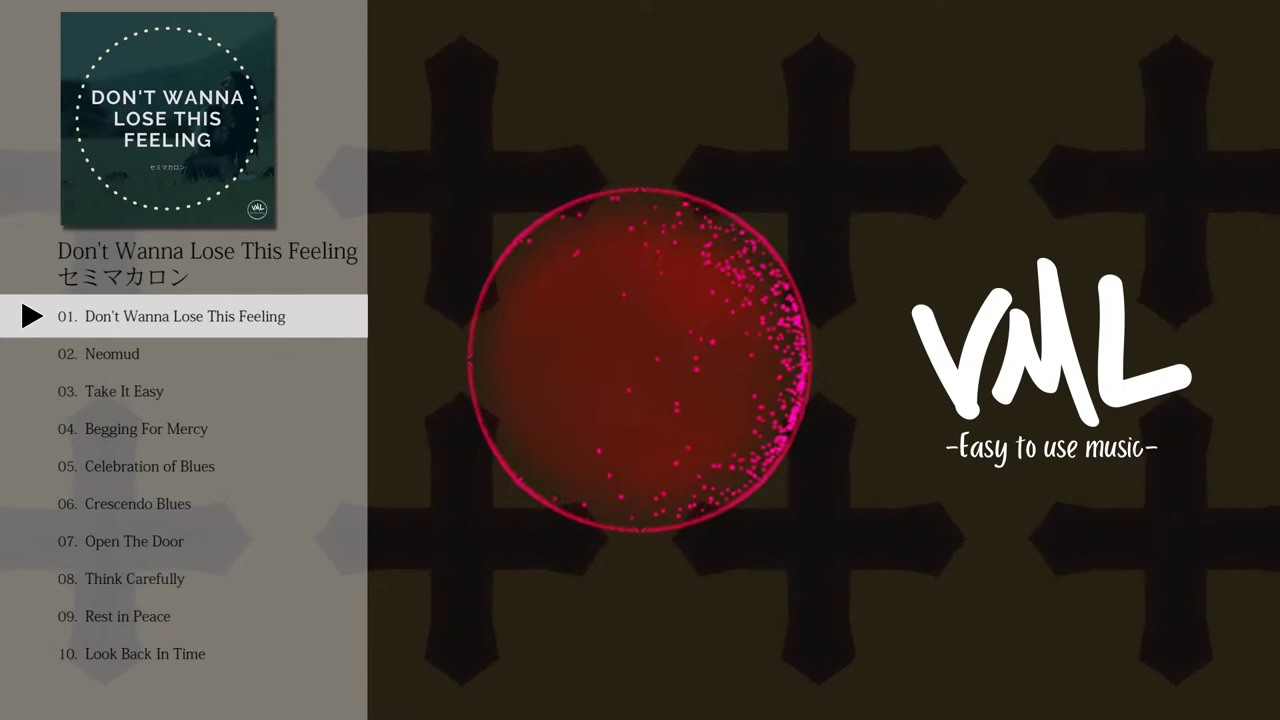 DON'T WANNA
LOSE THIS
FEELING
セミマカロン
VML
Don't Wanna Lose This Feeling
セミマカロン
01. Don't Wanna Lose This Feeling
02. Neomud
03. Take It Easy
04. Begging For Mercy
05. Celebration of Blues
06. Crescendo Blues
07. Open The Door
08. Think Carefully
09. Rest in Peace
10. Look Back In Time
VML
-Easy to use music-